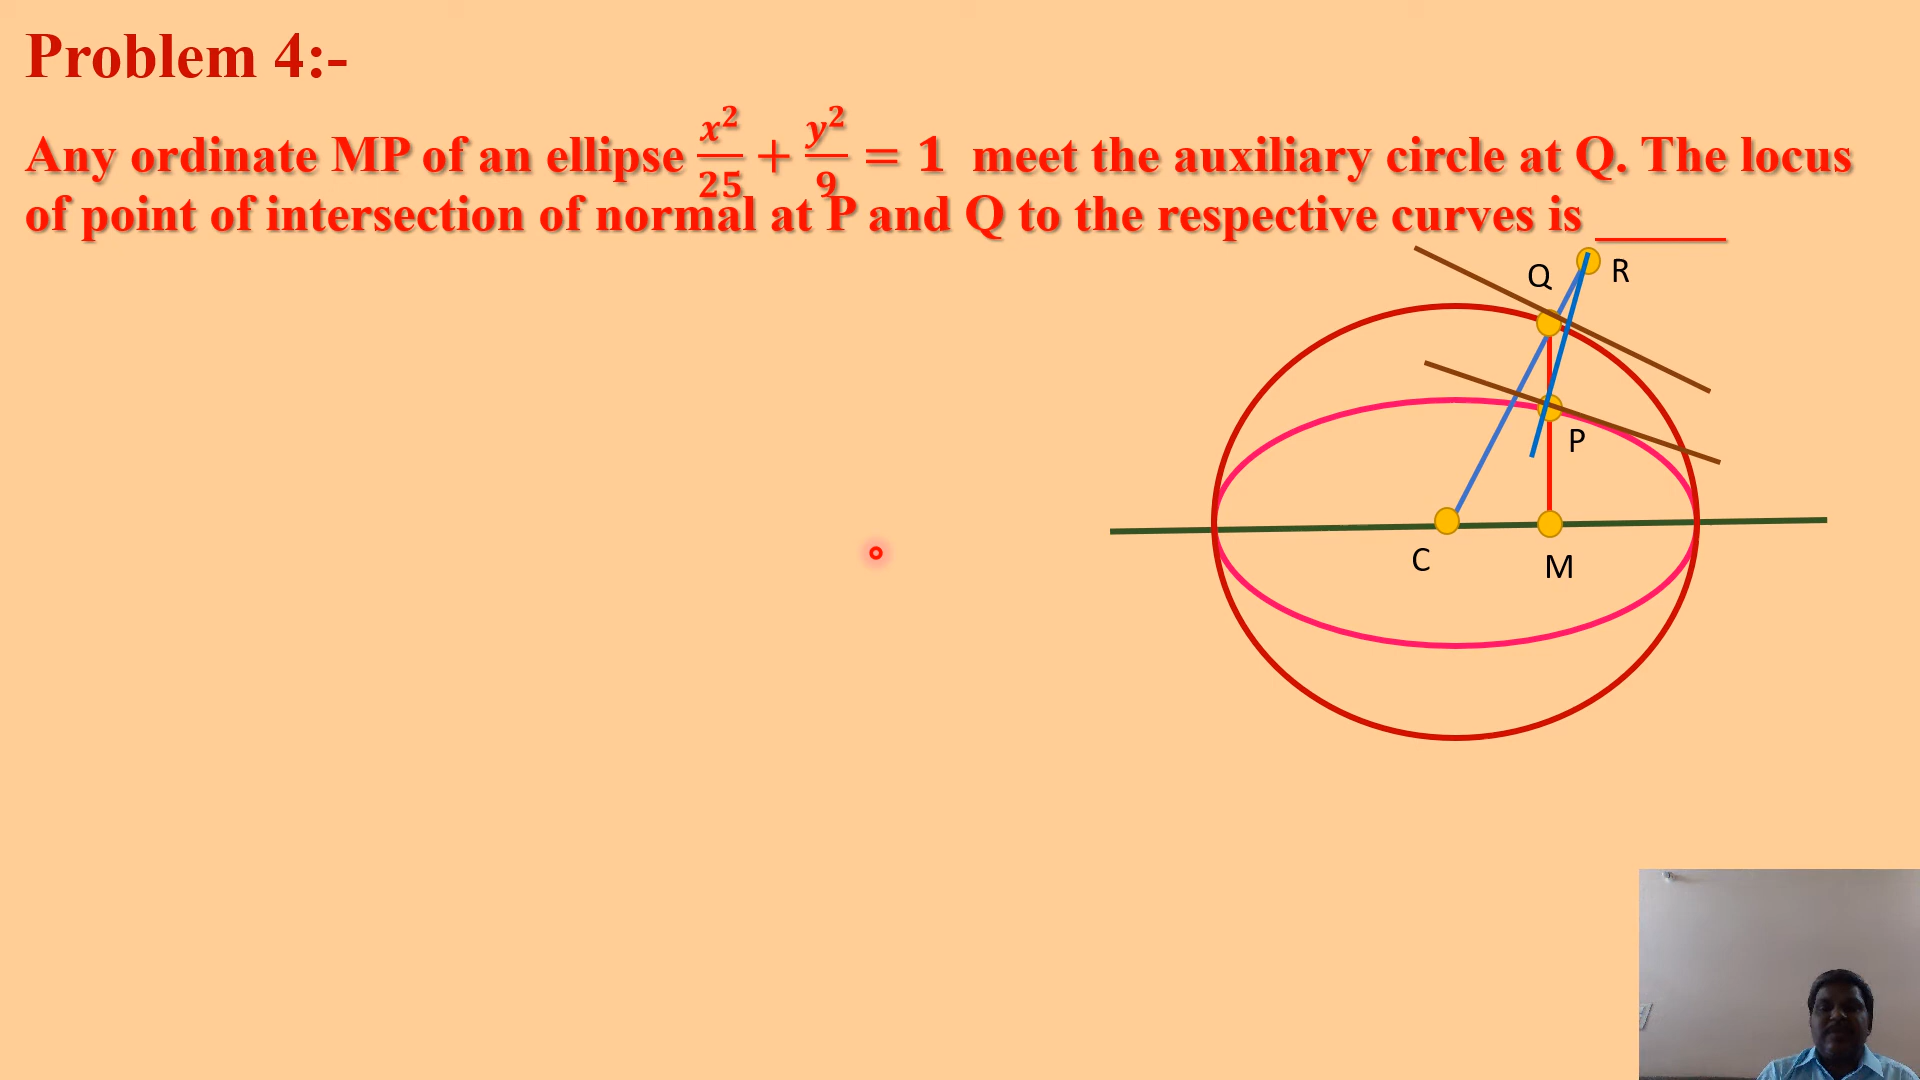 Problem 4:-
Any ordinate MP of an ellipse x²/25 + y²/9 = 1 meet the auxiliary circle at Q. The locus
of point of intersection of normal at P and Q to the respective curves is ______
Q
R
P
C
M